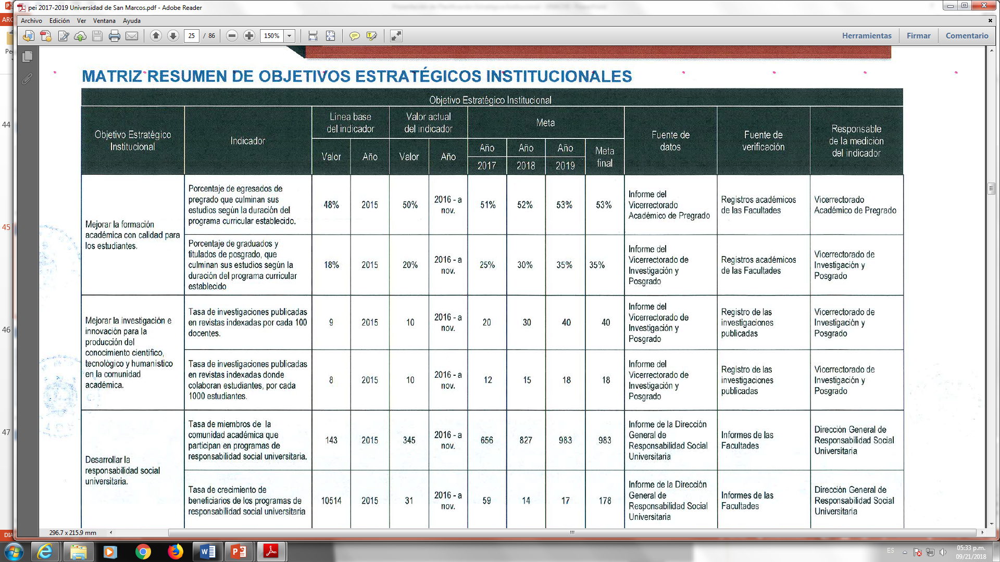 pei 2017-2019 Universidad de San Marcos.pdf - Adobe Reader
Archivo Edición Ver Ventana Ayuda
25 / 86 150% Herramientas Firmar Comentario
MATRIZ RESUMEN DE OBJETIVOS ESTRATÉGICOS INSTITUCIONALES
Objetivo Estratégico Institucional
Objetivo Estratégico
Institucional
Indicador
Línea base
del indicador
Valor actual
del indicador
Meta
Fuente de
datos
Fuente de
verificación
Responsable
de la medición
del indicador
Valor Año Valor Año Año Año Año Meta
final
2017 2018 2019
Mejorar la formación
académica con calidad para
los estudiantes.
Porcentaje de egresados de
pregrado que culminan sus
estudios según la duración del
programa curricular establecido.
48% 2015 50% 2016 - a
nov.
51% 52% 53% 53%
Informe del
Vicerrectorado
Académico de Pregrado
Registros académicos
de las Facultades
Vicerrectorado
Académico de Pregrado
Porcentaje de graduados y
titulados de posgrado, que
culminan sus estudios según la
duración del programa curricular
establecido
18% 2015 20% 2016 - a
nov.
25% 30% 35% 35%
Informe del
Vicerrectorado de
Investigación y
Posgrado
Registros académicos
de las Facultades
Vicerrectorado de
Investigación y
Posgrado
Mejorar la investigación e
innovación para la
producción del
conocimiento científico,
tecnológico y humanístico
en la comunidad
académica.
Tasa de investigaciones publicadas
en revistas indexadas por cada 100
docentes.
9 2015 10 2016 - a
nov.
20 30 40 40
Informe del
Vicerrectorado de
Investigación y
Posgrado
Registro de las
investigaciones
publicadas
Vicerrectorado de
Investigación y
Posgrado
Tasa de investigaciones publicadas
en revistas indexadas donde
colaboran estudiantes, por cada
1000 estudiantes.
8 2015 10 2016 - a
nov.
12 15 18 18
Informe del
Vicerrectorado de
Investigación y
Posgrado
Registro de las
investigaciones
publicadas
Vicerrectorado de
Investigación y
Posgrado
Desarrollar la
responsabilidad social
universitaria.
Tasa de miembros de la
comunidad académica que
participan en programas de
responsabilidad social universitaria.
143 2015 345 2016 - a
nov.
656 827 983 983
Informe de la Dirección
General de
Responsabilidad Social
Universitaria
Informes de las
Facultades
Dirección General de
Responsabilidad Social
Universitaria
Tasa de crecimiento de
beneficiarios de los programas de
responsabilidad social universitaria
10514 2015 31 2016 - a
nov.
59 14 17 178
Informe de la Dirección
General de
Responsabilidad Social
Universitaria
Informes de las
Facultades
Dirección General de
Responsabilidad Social
Universitaria
44
45
46
47
296.7 x 215.9 mm
ES
05:33 p.m.
09/21/2018